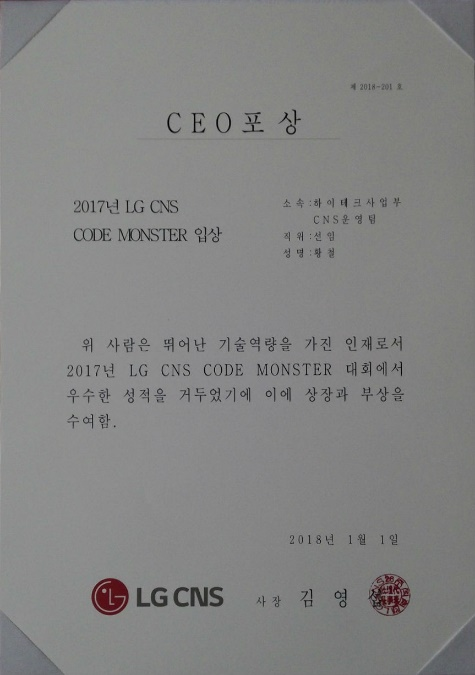 제 2018-201 호
CEO포상
2017년 LG CNS
CODE MONSTER 입상
소속:하이테크사업부
CNS운영팀
직위:선임
성명:황철
위 사람은 뛰어난 기술역량을 가진 인재로서
2017년 LG CNS CODE MONSTER 대회에서
우수한 성적을 거두었기에 이에 상장과 부상을
수여함.
2018년 1월 1일
LG CNS
사장 김영